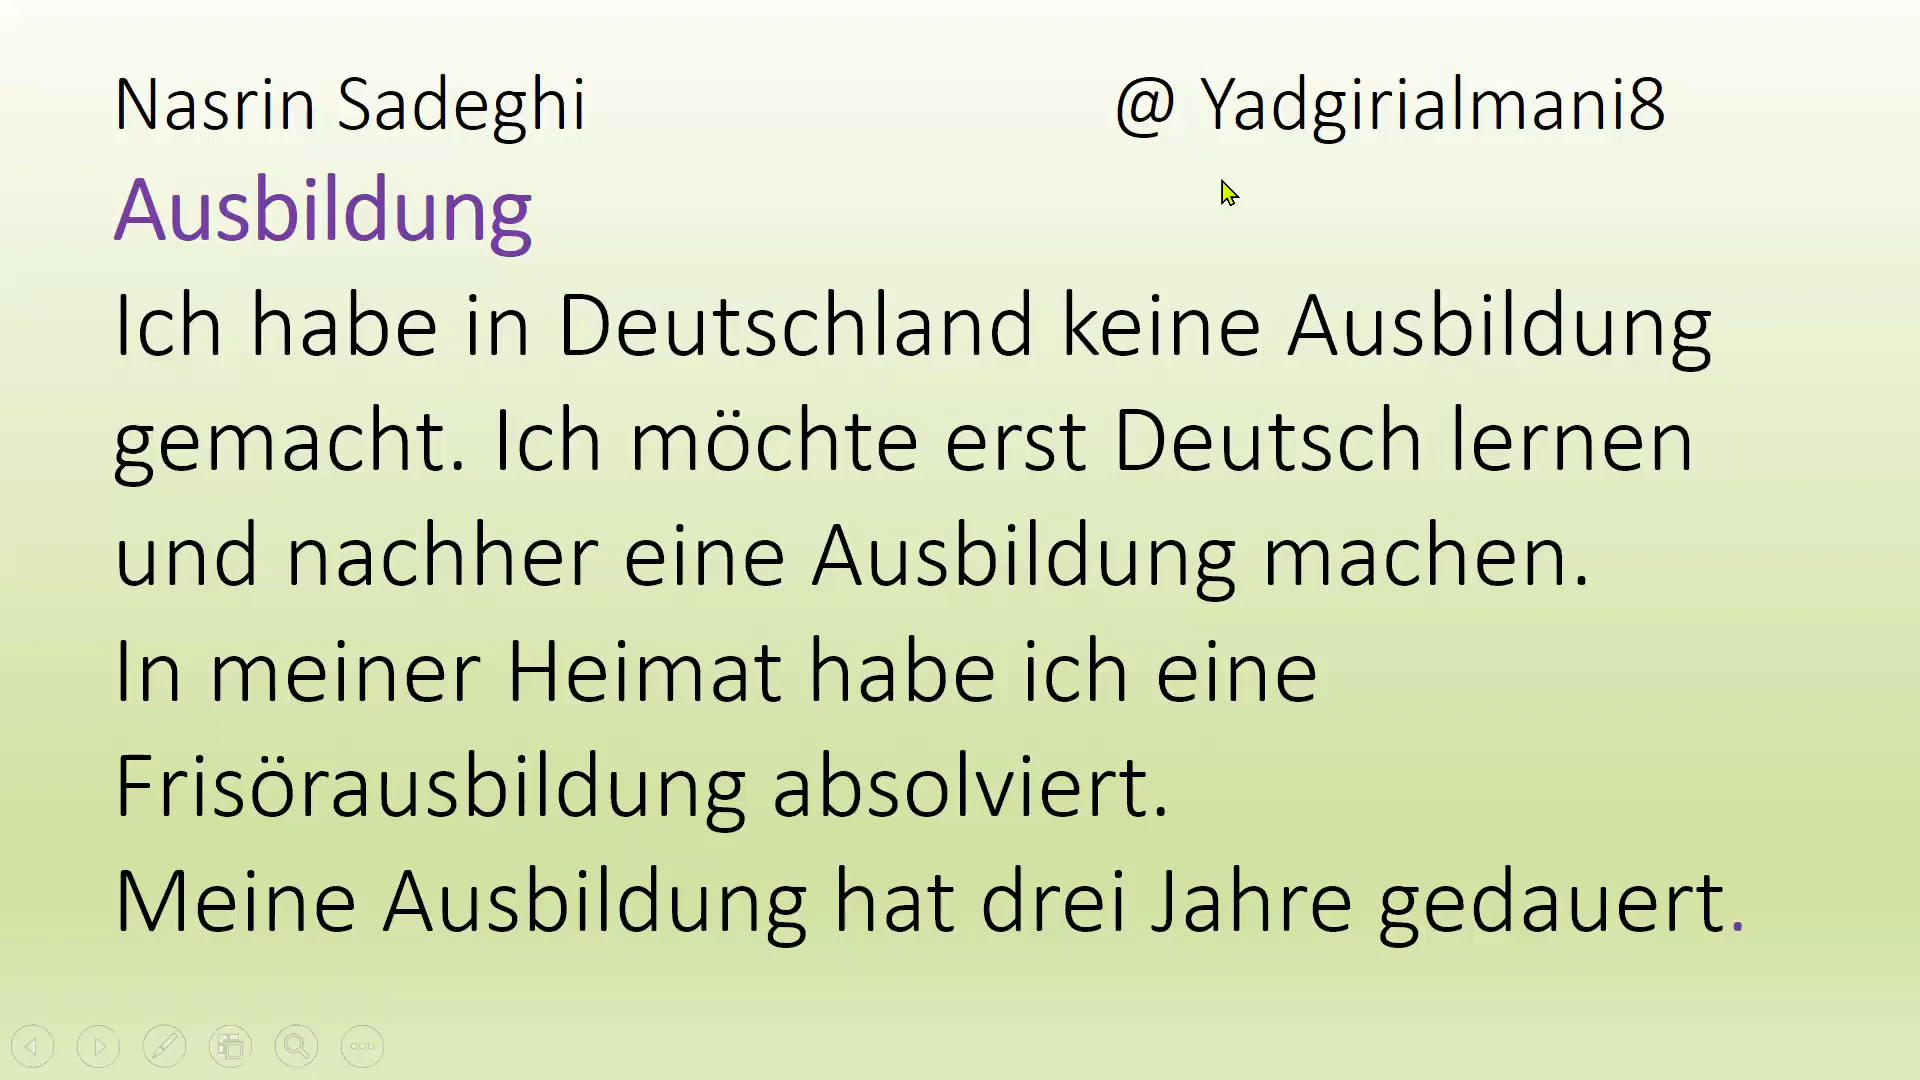 Nasrin Sadeghi @ Yadgirialmani8
Ausbildung
Ich habe in Deutschland keine Ausbildung
gemacht. Ich möchte erst Deutsch lernen
und nachher eine Ausbildung machen.
In meiner Heimat habe ich eine
Frisörausbildung absolviert.
Meine Ausbildung hat drei Jahre gedauert.